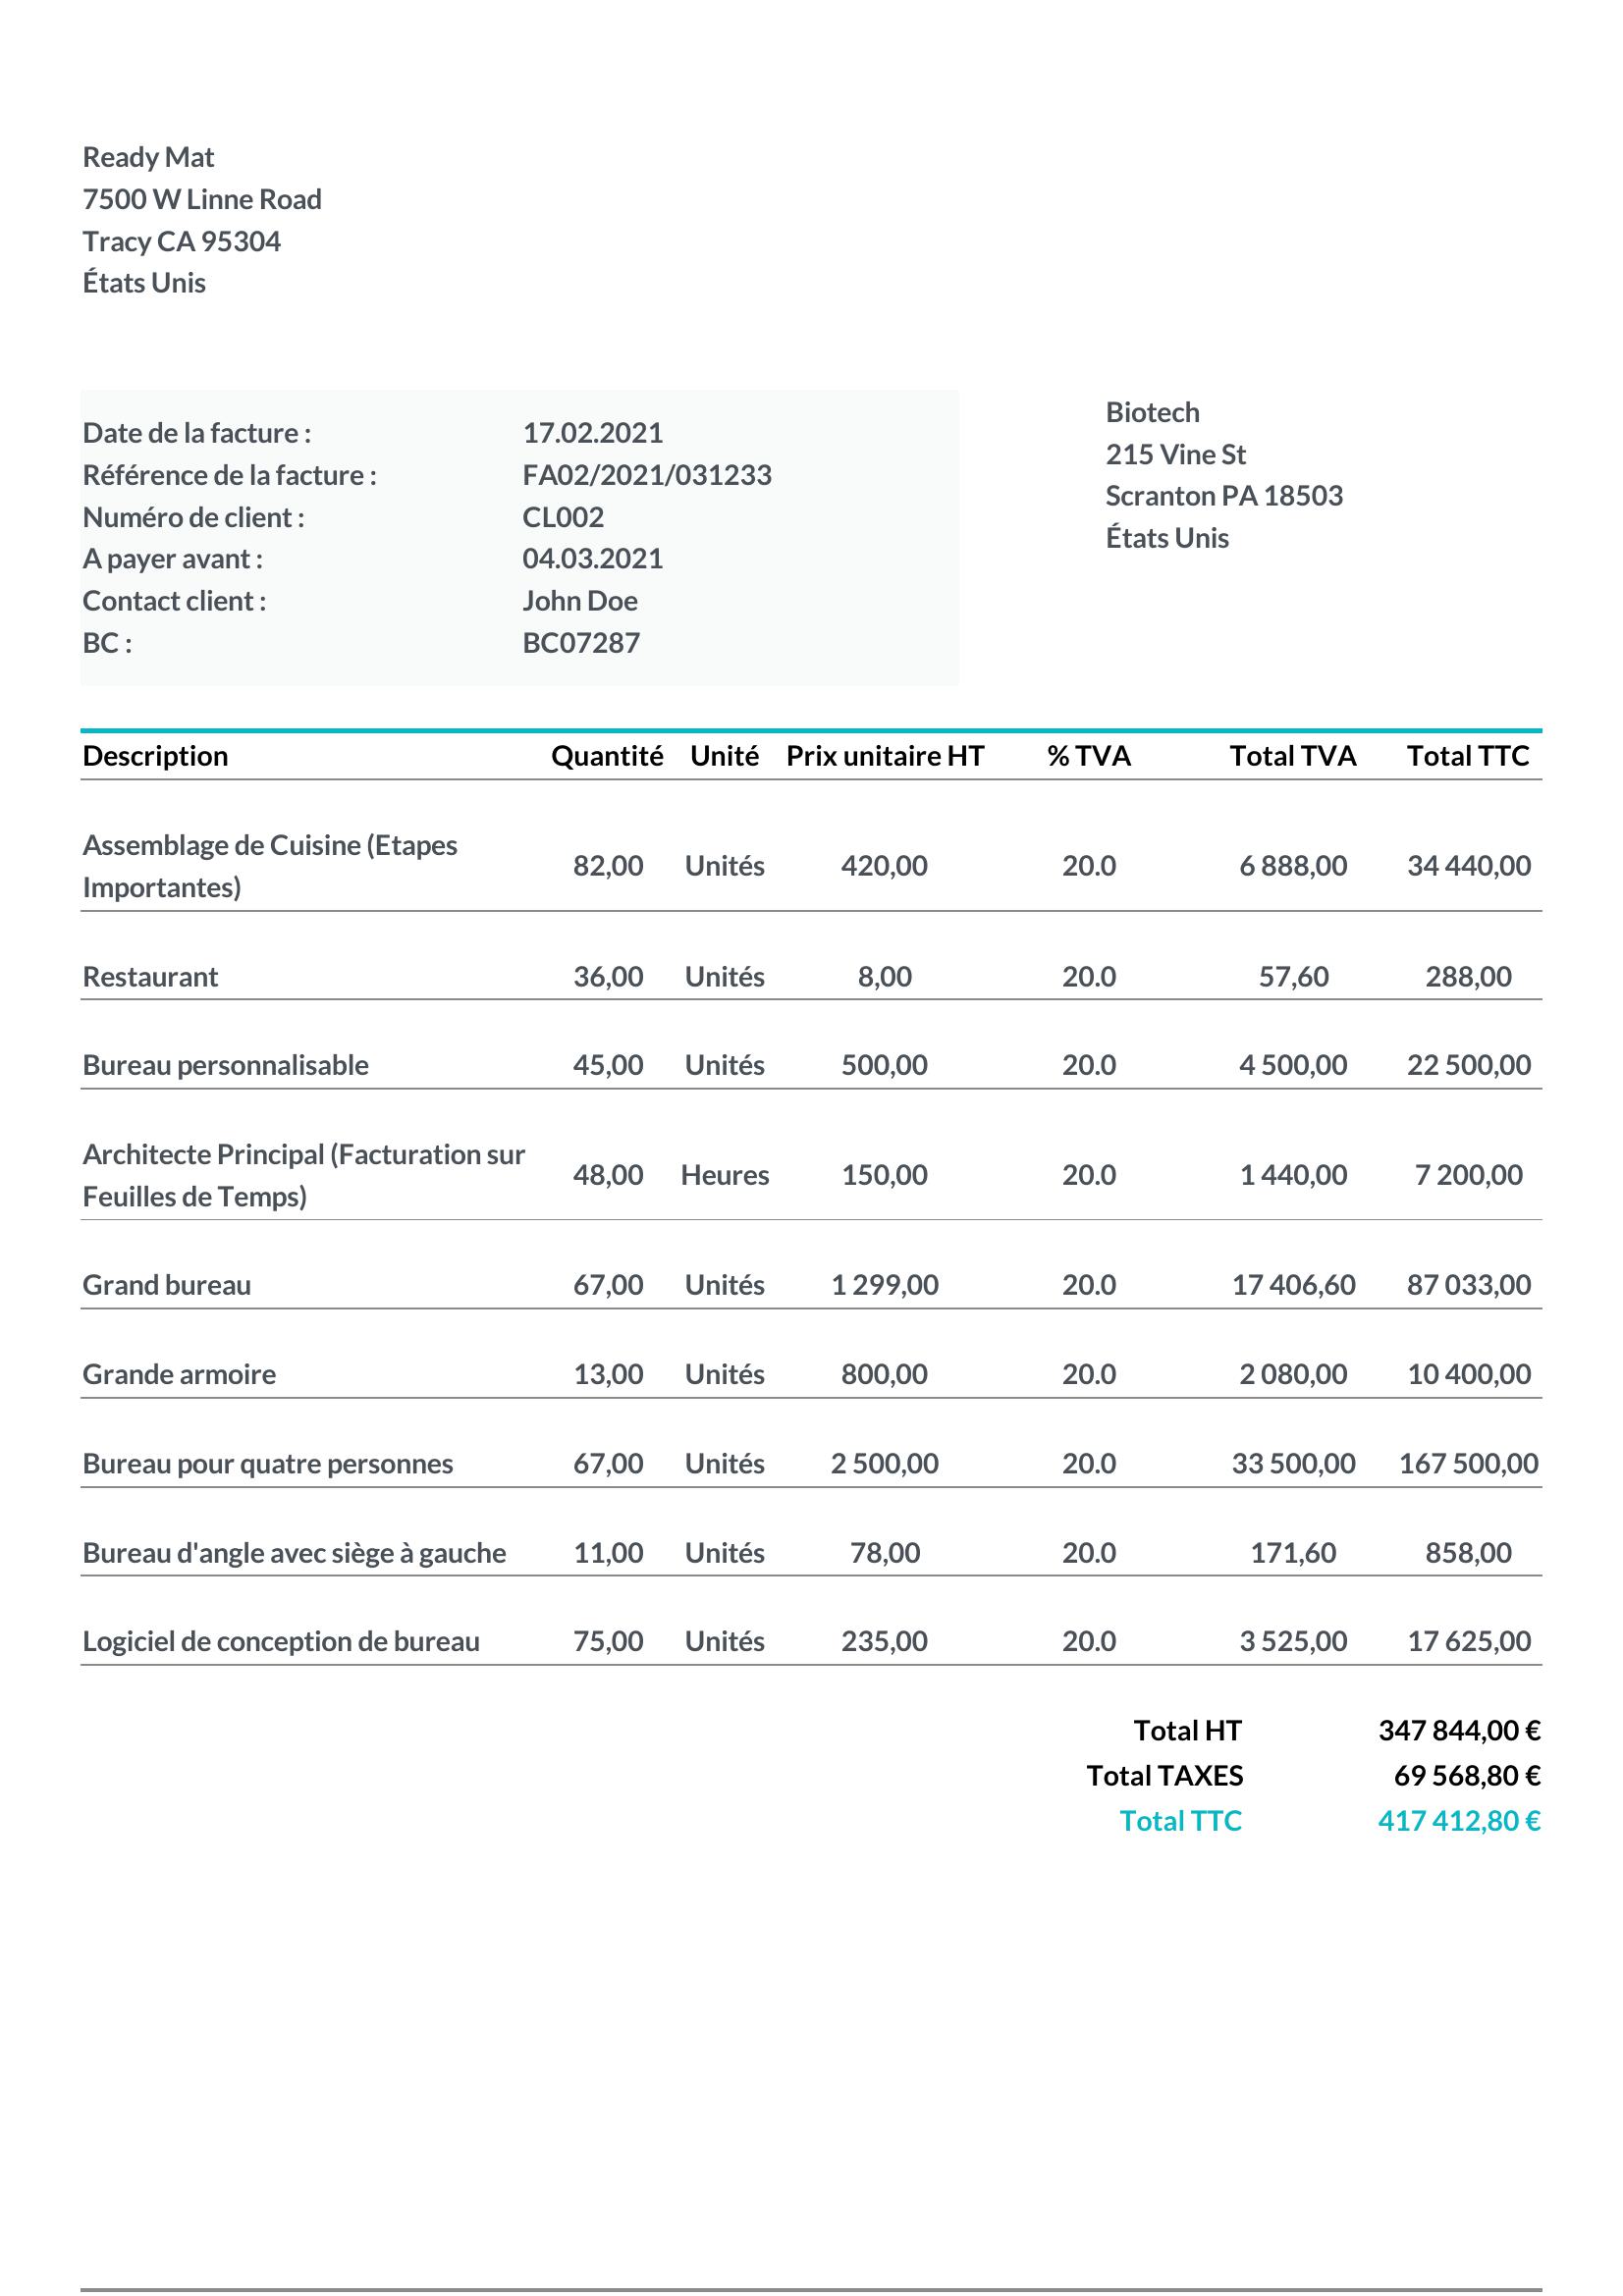 Ready Mat
7500 W Linne Road
Tracy CA 95304
États Unis
Date de la facture : 17.02.2021
Référence de la facture : FA02/2021/031233
Numéro de client : CL002
A payer avant : 04.03.2021
Contact client : John Doe
BC : BC07287
Biotech
215 Vine St
Scranton PA 18503
États Unis
Description Quantité Unité Prix unitaire HT % TVA Total TVA Total TTC
Assemblage de Cuisine (Etapes
Importantes) 82,00 Unités 420,00 20.0 6 888,00 34 440,00
Restaurant 36,00 Unités 8,00 20.0 57,60 288,00
Bureau personnalisable 45,00 Unités 500,00 20.0 4 500,00 22 500,00
Architecte Principal (Facturation sur
Feuilles de Temps) 48,00 Heures 150,00 20.0 1 440,00 7 200,00
Grand bureau 67,00 Unités 1 299,00 20.0 17 406,60 87 033,00
Grande armoire 13,00 Unités 800,00 20.0 2 080,00 10 400,00
Bureau pour quatre personnes 67,00 Unités 2 500,00 20.0 33 500,00 167 500,00
Bureau d'angle avec siège à gauche 11,00 Unités 78,00 20.0 171,60 858,00
Logiciel de conception de bureau 75,00 Unités 235,00 20.0 3 525,00 17 625,00
Total HT 347 844,00 €
Total TAXES 69 568,80 €
Total TTC 417 412,80 €